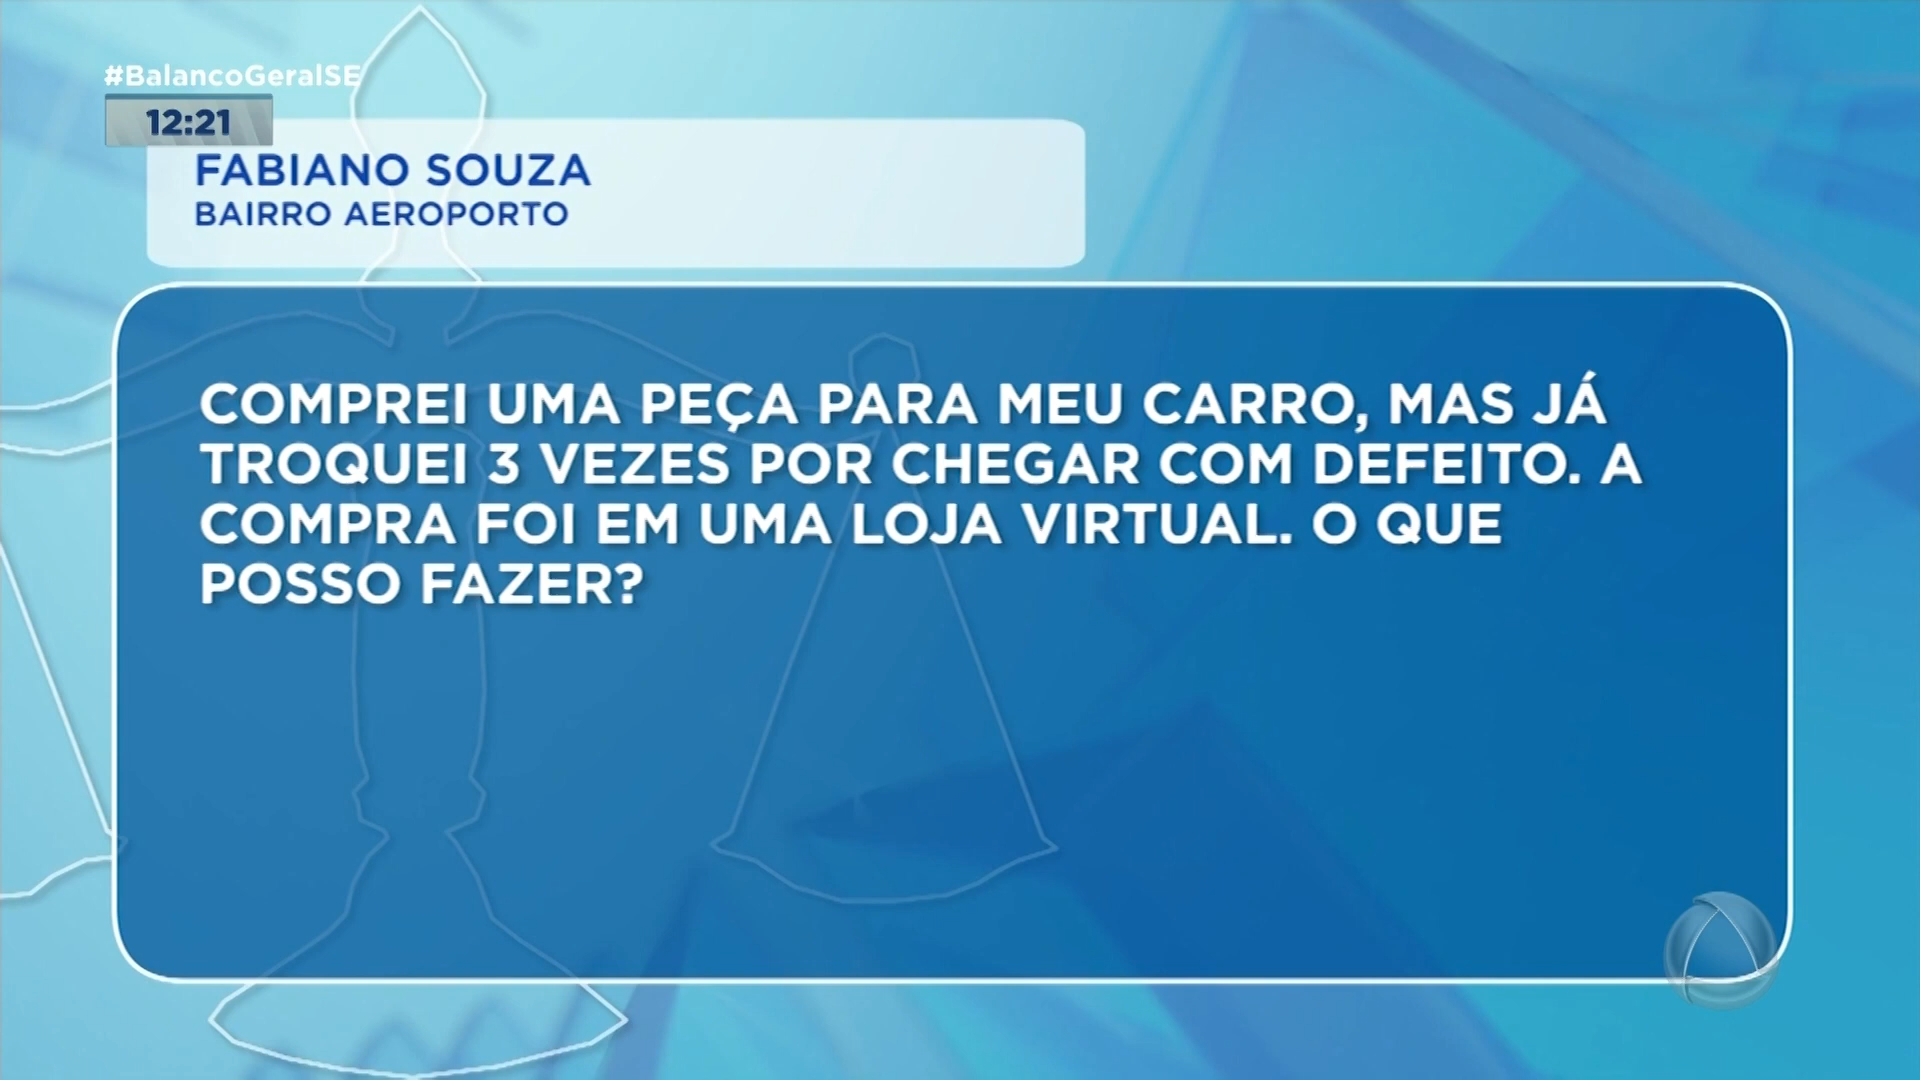 #BalancoGeralSE
12:21
FABIANO SOUZA
BAIRRO AEROPORTO
COMPREI UMA PEÇA PARA MEU CARRO, MAS JÁ
TROQUEI 3 VEZES POR CHEGAR COM DEFEITO. A
COMPRA FOI EM UMA LOJA VIRTUAL. O QUE
POSSO FAZER?